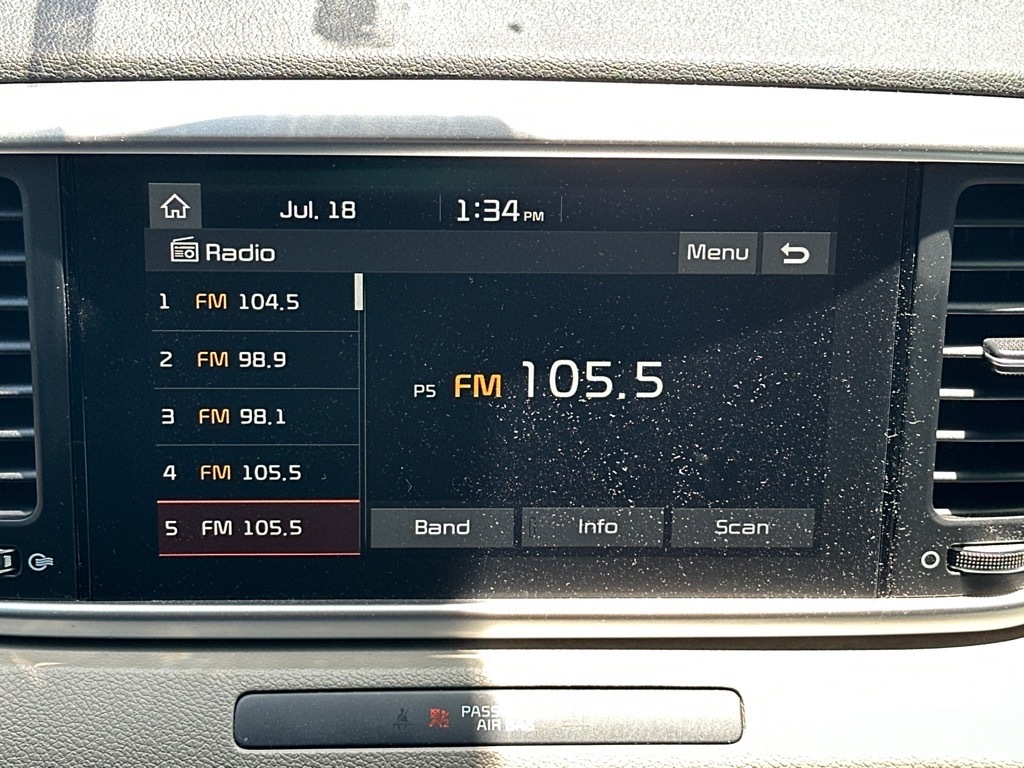 Jul. 18 1:34 PM
Radio Menu
1 FM 104.5
2 FM 98.9
3 FM 98.1
4 FM 105.5
5 FM 105.5
P5 FM 105.5
Band Info Scan
AIR BAG